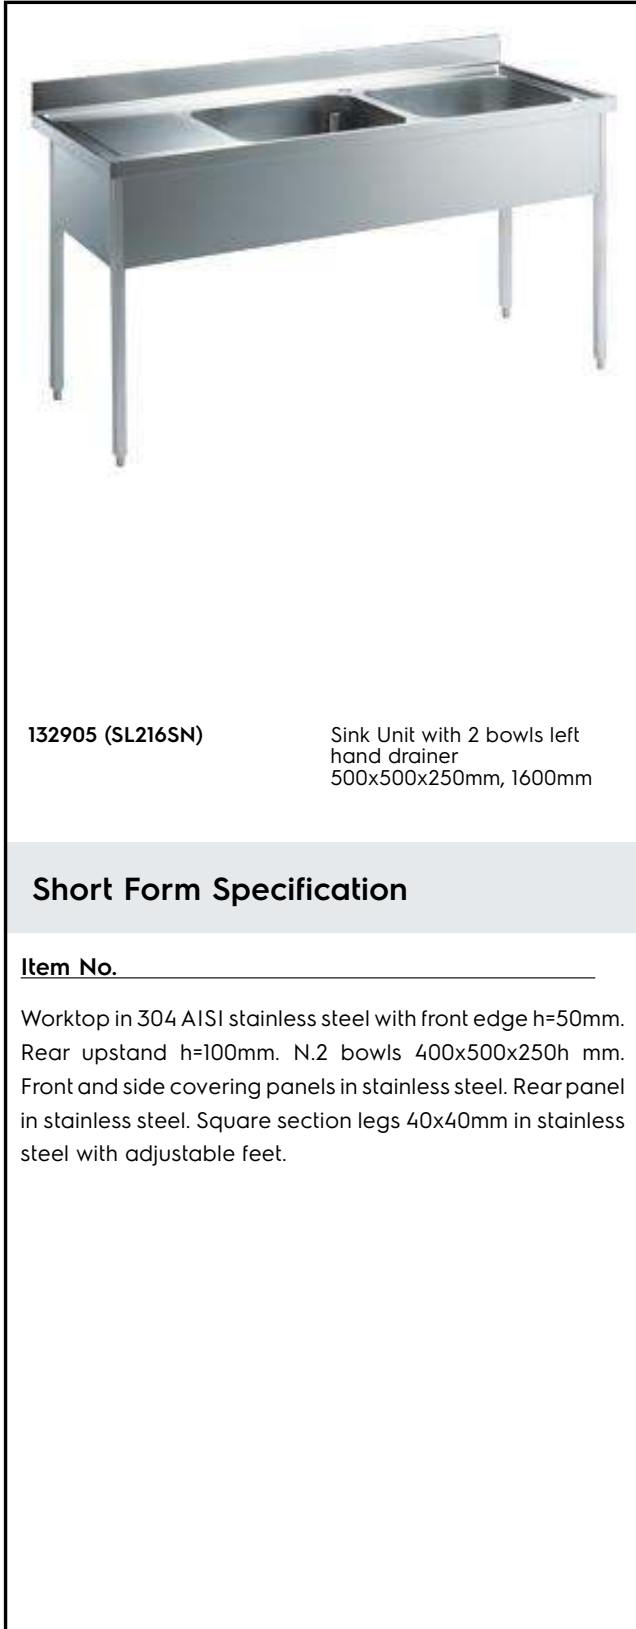 132905 (SL216SN)
Sink Unit with 2 bowls left
hand drainer
500x500x250mm, 1600mm
Short Form Specification
Item No.
Worktop in 304 AISI stainless steel with front edge h=50mm.
Rear upstand h=100mm. N.2 bowls 400x500x250h mm.
Front and side covering panels in stainless steel. Rear panel
in stainless steel. Square section legs 40x40mm in stainless
steel with adjustable feet.